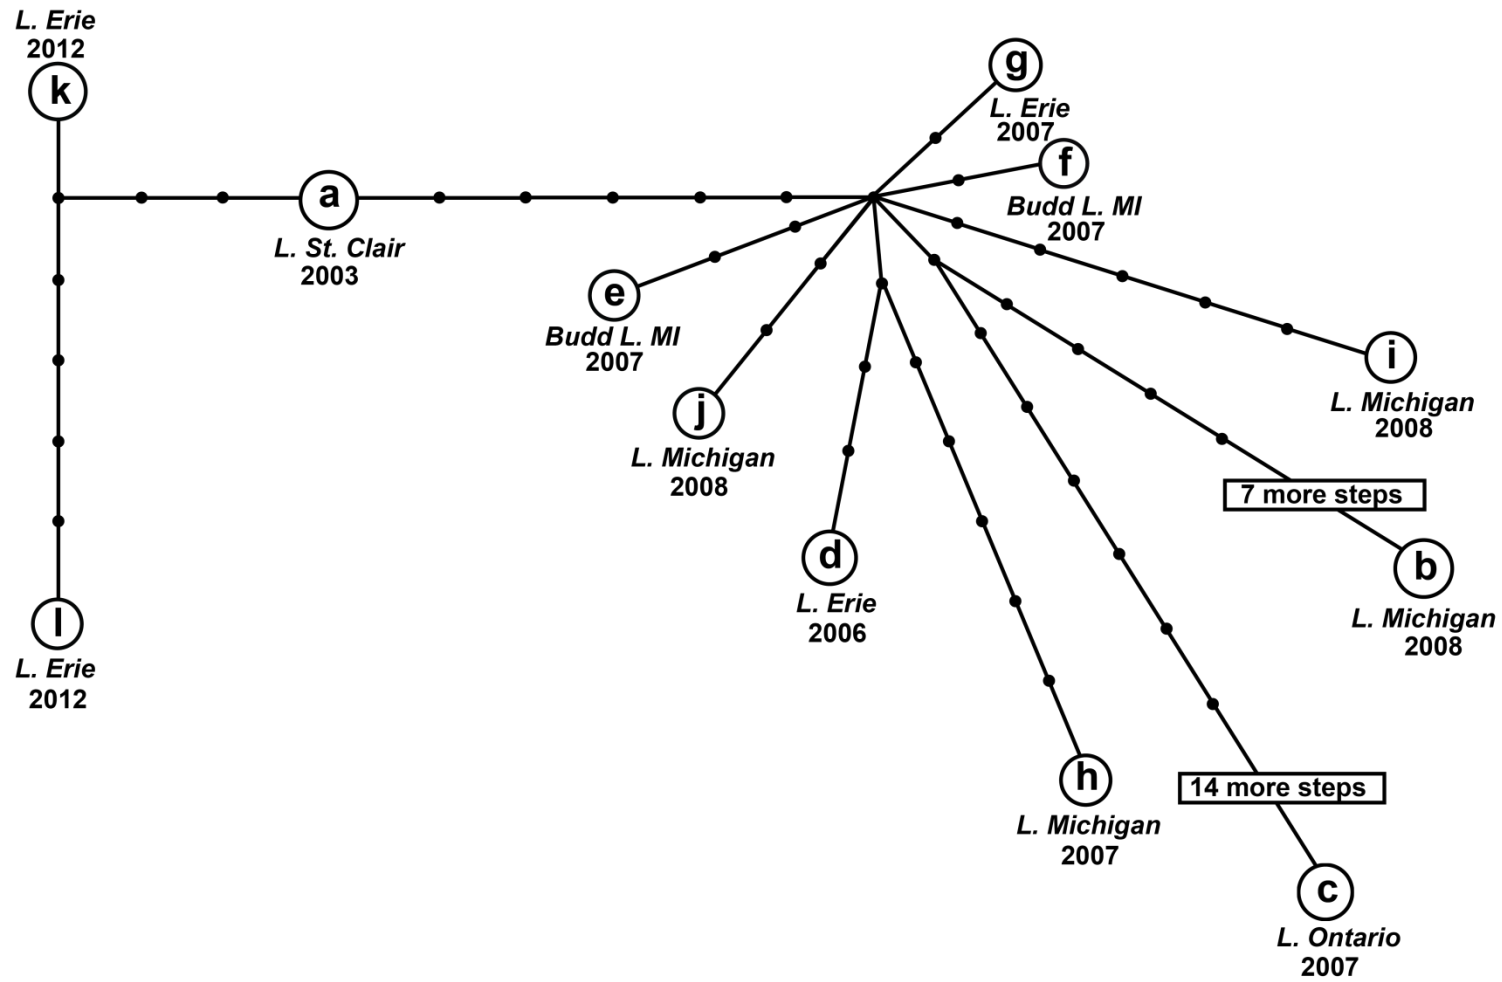 L. Erie
2012
k
g
L. Erie
2007
f
Budd L. MI
2007
a
L. St. Clair
2003
e
Budd L. MI
2007
i
L. Michigan
2008
j
L. Michigan
2008
7 more steps
d
L. Erie
2006
b
L. Michigan
2008
l
L. Erie
2012
h
L. Michigan
2007
14 more steps
c
L. Ontario
2007